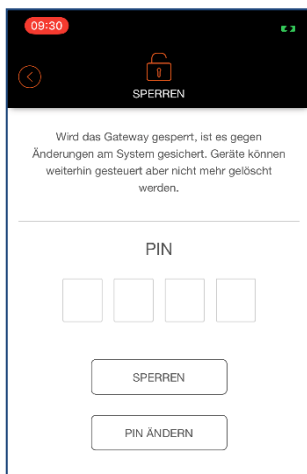 09:30
SPERREN
Wird das Gateway gesperrt, ist es gegen
Änderungen am System gesichert. Geräte können
weiterhin gesteuert aber nicht mehr gelöscht
werden.
PIN
SPERREN
PIN ÄNDERN